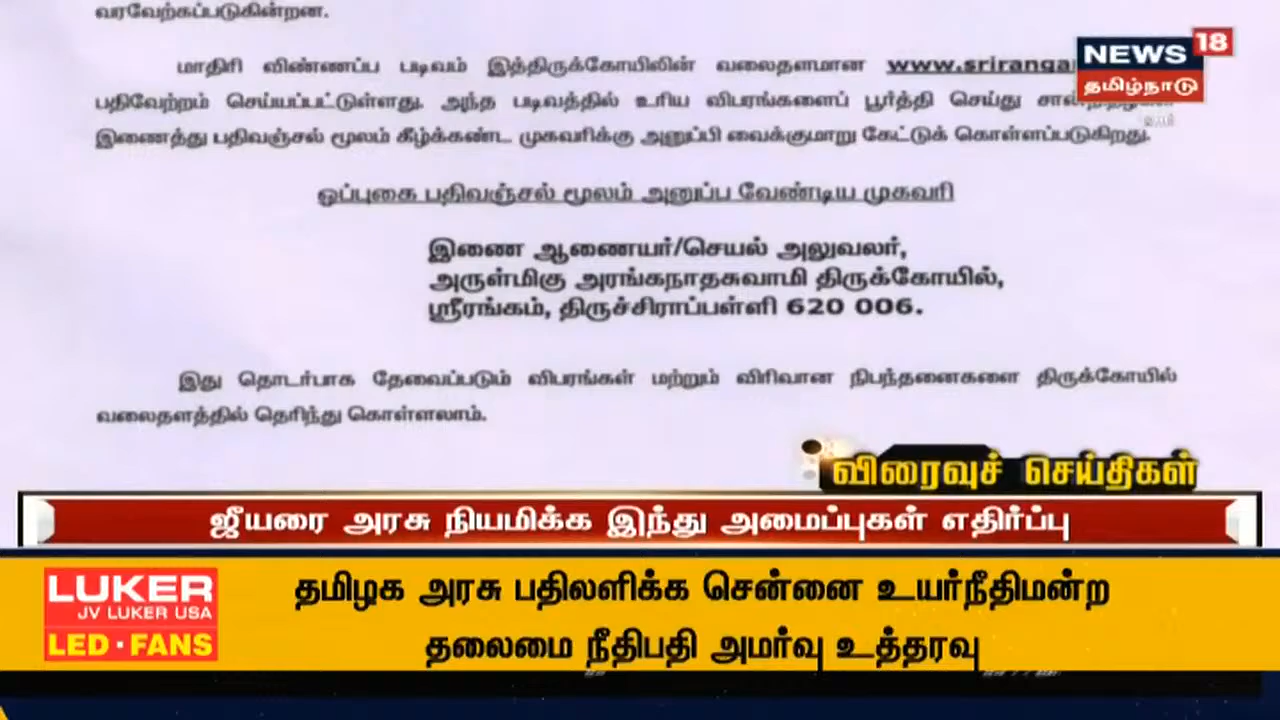 வரவேற்கப்படுகின்றன.
மாதிரி விண்ணப்ப படிவம் இத்திருக்கோயிலின் வலைதளமான
பதிவேற்றம் செய்யப்பட்டுள்ளது. அந்த படிவத்தில் உரிய விபரங்களைப் பூர்த்தி செய்து
இணைத்து பதிவஞ்சல் மூலம் கீழ்க்கண்ட முகவரிக்கு அனுப்பி வைக்குமாறு கேட்டுக் கொள்ளப்படுகிறது.
NEWS 18
தமிழ்நாடு
ஒப்புகை பதிவஞ்சல் மூலம் அனுப்ப வேண்டிய முகவரி
இணை ஆணையர்/செயல் அலுவலர்,
அருள்மிகு அரங்கநாதசுவாமி திருக்கோயில்,
ஸ்ரீரங்கம், திருச்சிராப்பள்ளி 620 006.
இது தொடர்பாக தேவைப்படும் விபரங்கள் மற்றும் விரிவான நிபந்தனைகளை திருக்கோயில்
வலைதளத்தில் தெரிந்து கொள்ளலாம்.
விரைவுச் செய்திகள்
ஜீயரை அரசு நியமிக்க இந்து அமைப்புகள் எதிர்ப்பு
LUKER
JV LUKER USA
LED · FANS
தமிழக அரசு பதிலளிக்க சென்னை உயர்நீதிமன்ற
தலைமை நீதிபதி அமர்வு உத்தரவு